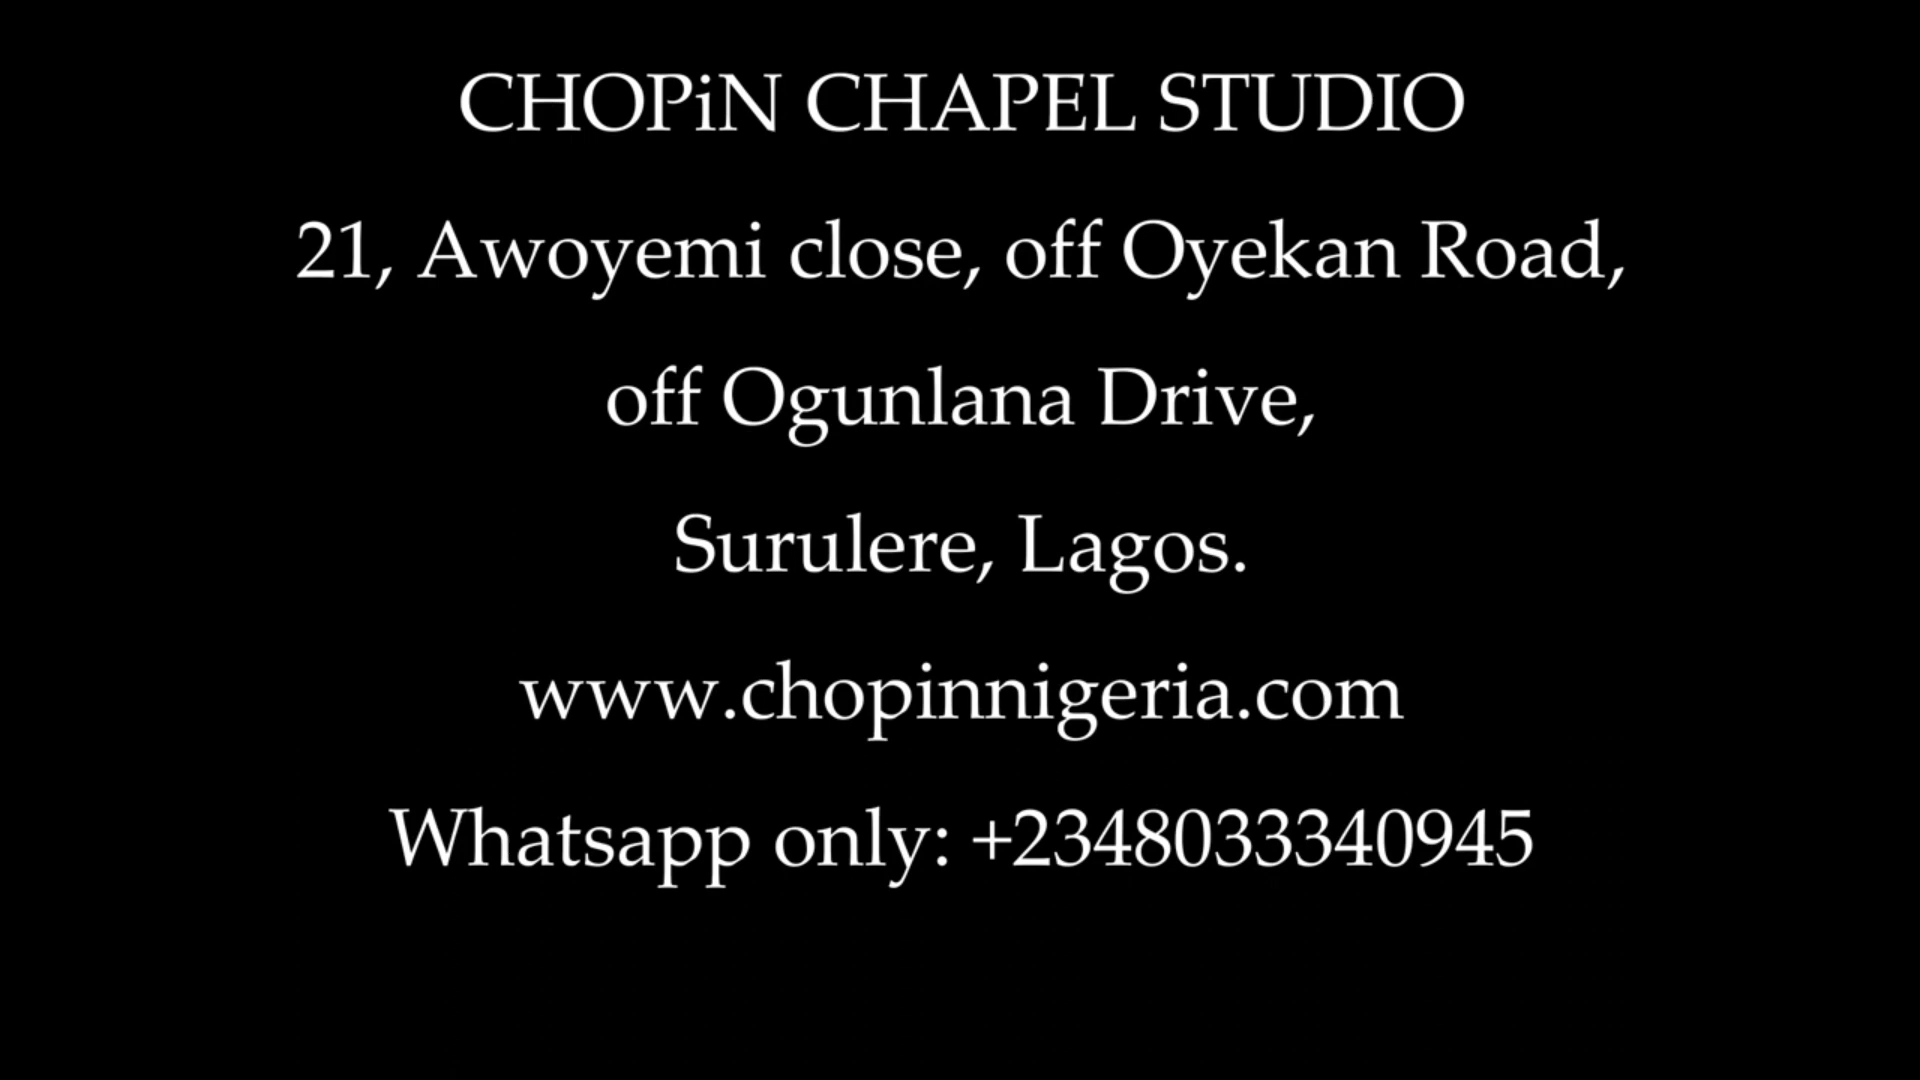 CHOPiN CHAPEL STUDIO
21, Awoyemi close, off Oyekan Road,
off Ogunlana Drive,
Surulere, Lagos.
www.chopinnigeria.com
Whatsapp only: +2348033340945